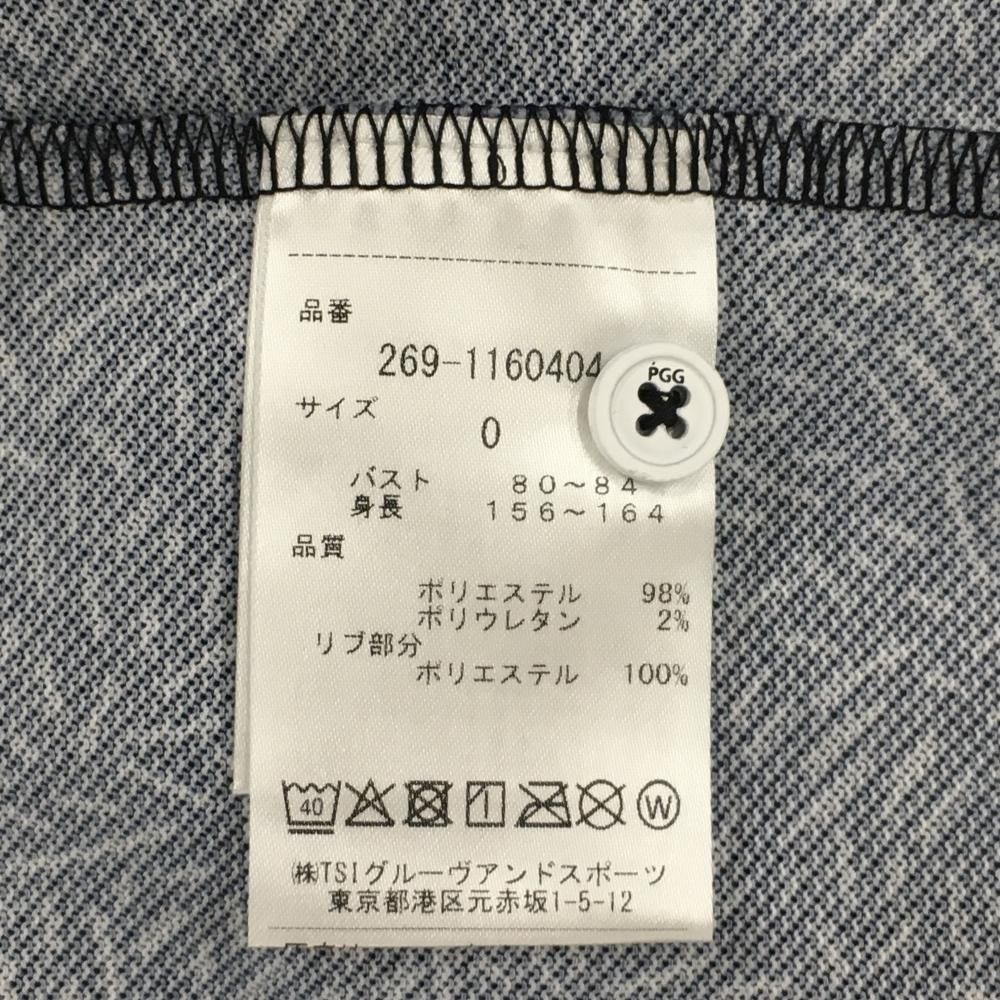 品番
269-1160404
PGG
サイズ
0
バスト 80～84
身長 156～164
品質
ポリエステル 98%
ポリウレタン 2%
リブ部分
ポリエステル 100%
40
W
㈱TSIグルーヴアンドスポーツ
東京都港区元赤坂1-5-12